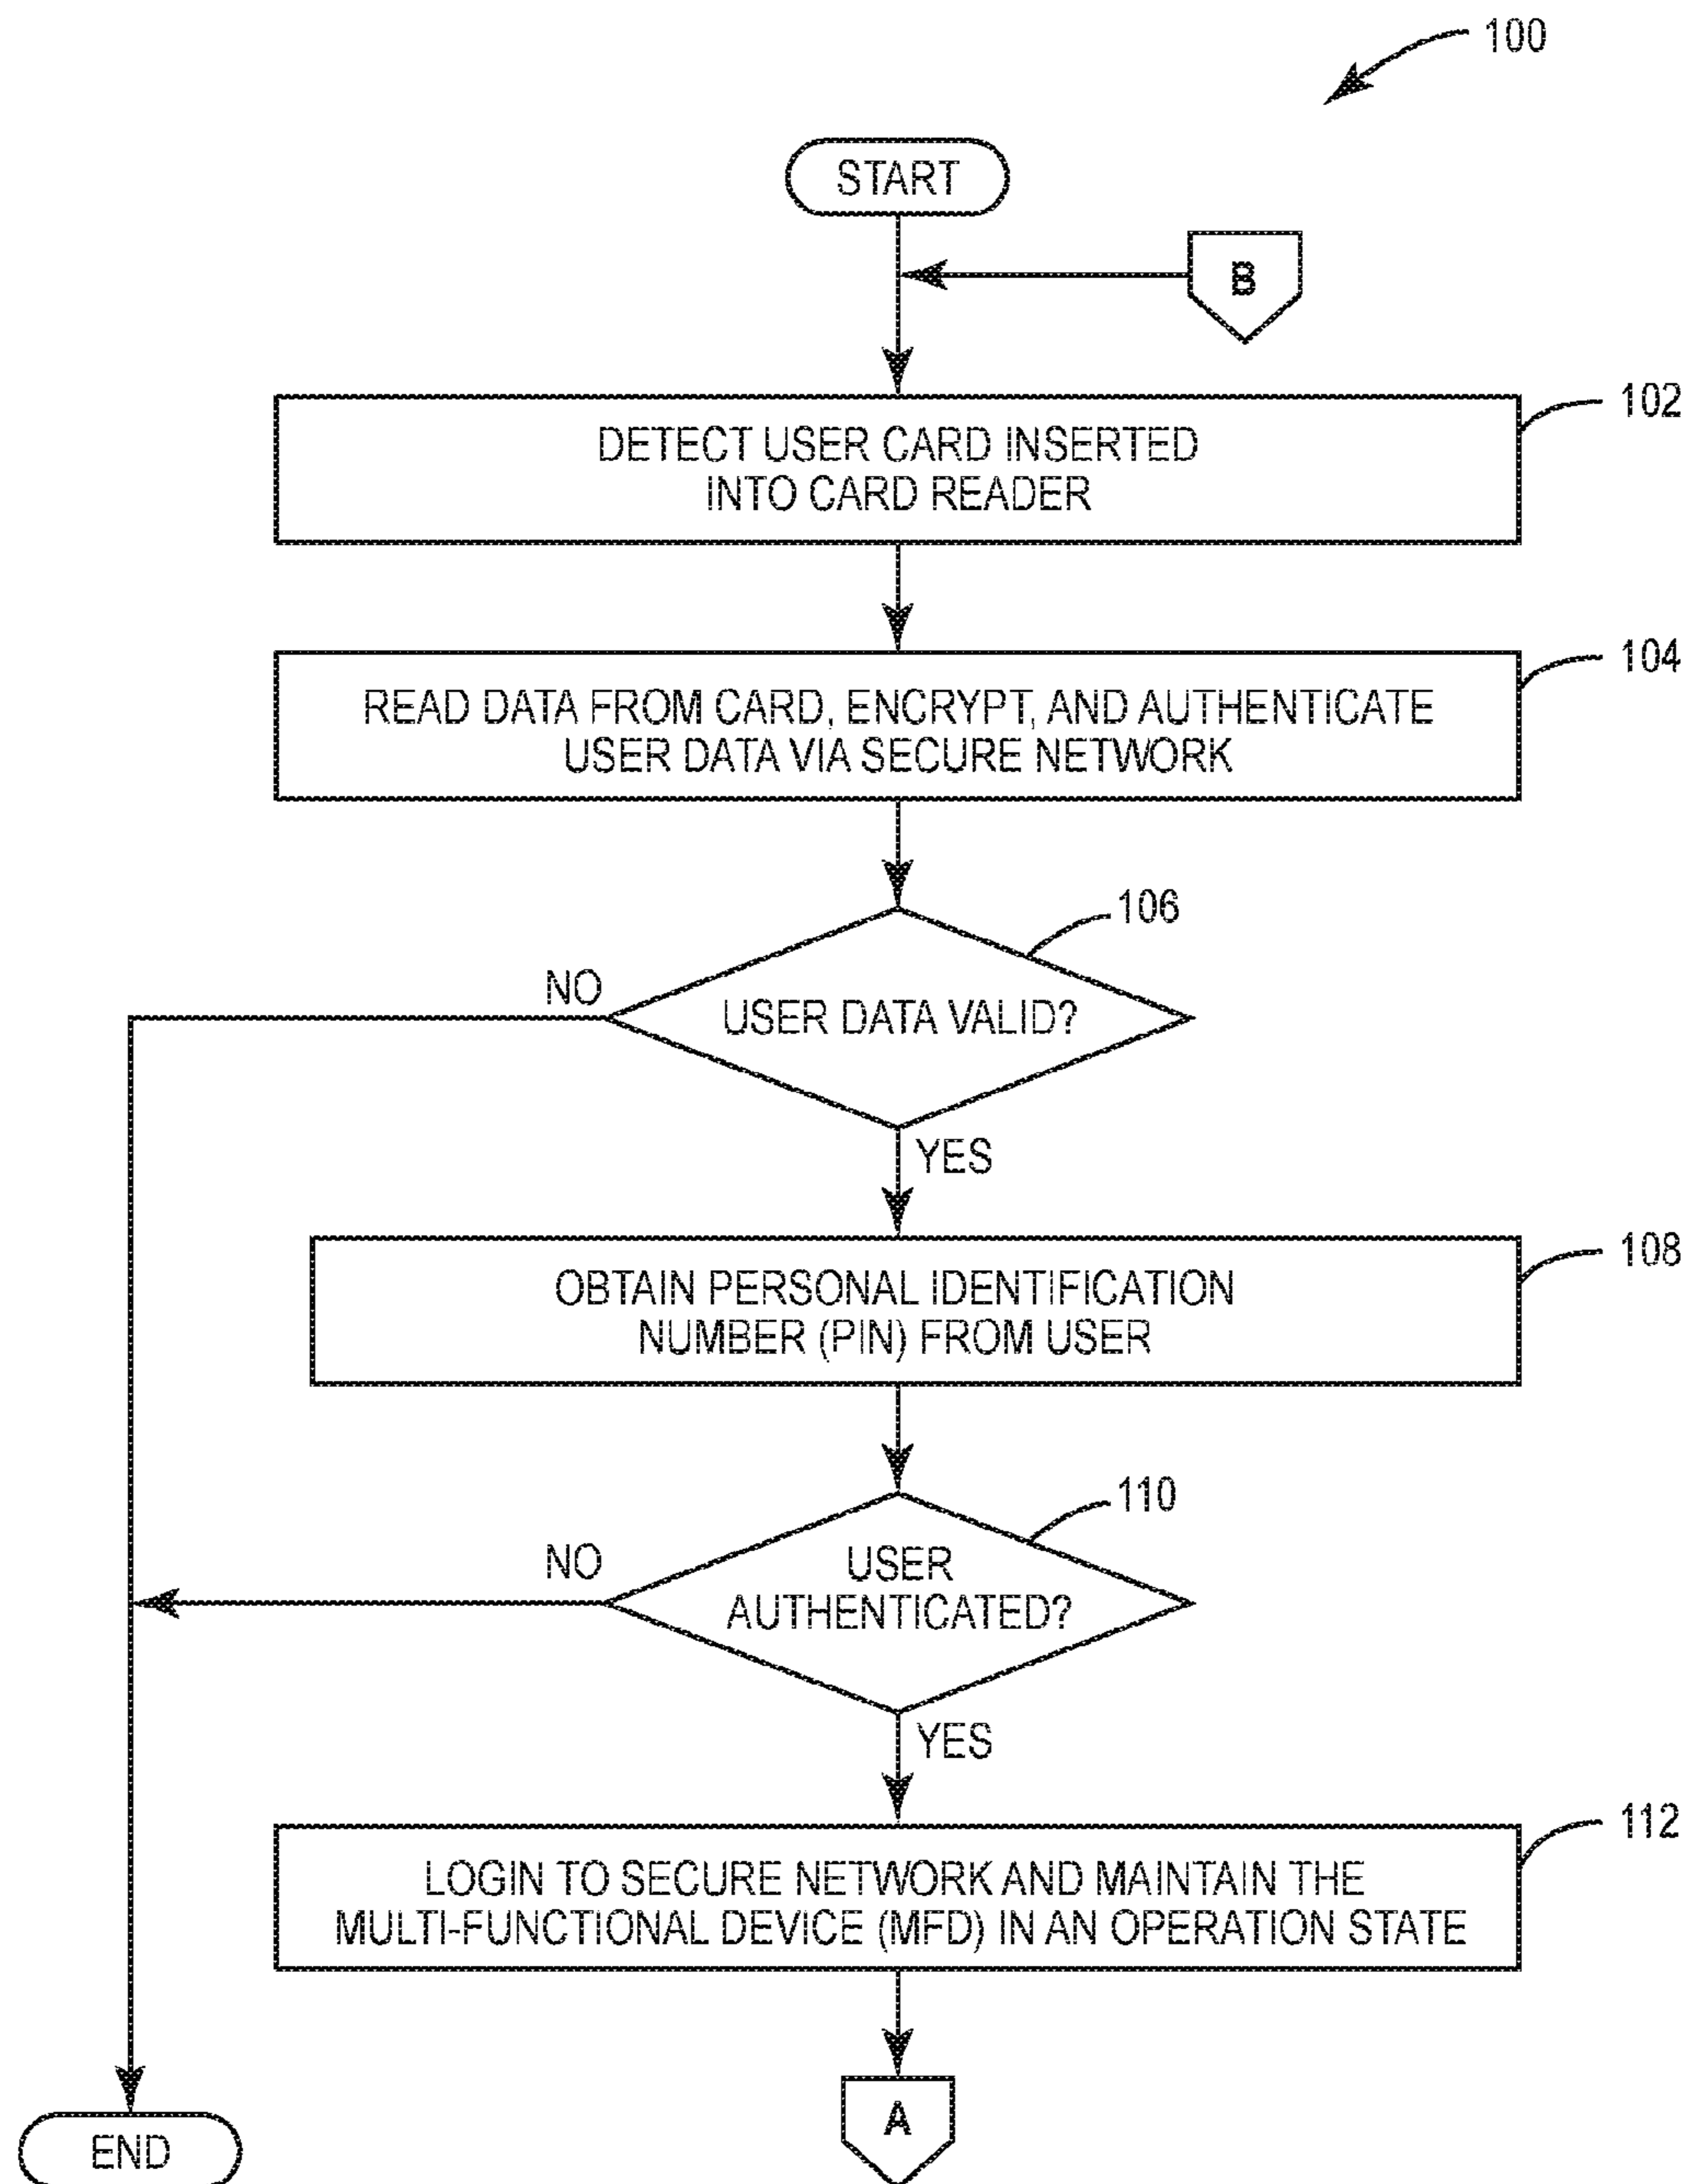 100
START
B
DETECT USER CARD INSERTED
INTO CARD READER
102
READ DATA FROM CARD, ENCRYPT, AND AUTHENTICATE
USER DATA VIA SECURE NETWORK
104
106
NO
USER DATA VALID?
YES
OBTAIN PERSONAL IDENTIFICATION
NUMBER (PIN) FROM USER
108
110
NO
USER
AUTHENTICATED?
YES
LOGIN TO SECURE NETWORK AND MAINTAIN THE
MULTI-FUNCTIONAL DEVICE (MFD) IN AN OPERATION STATE
112
A
END